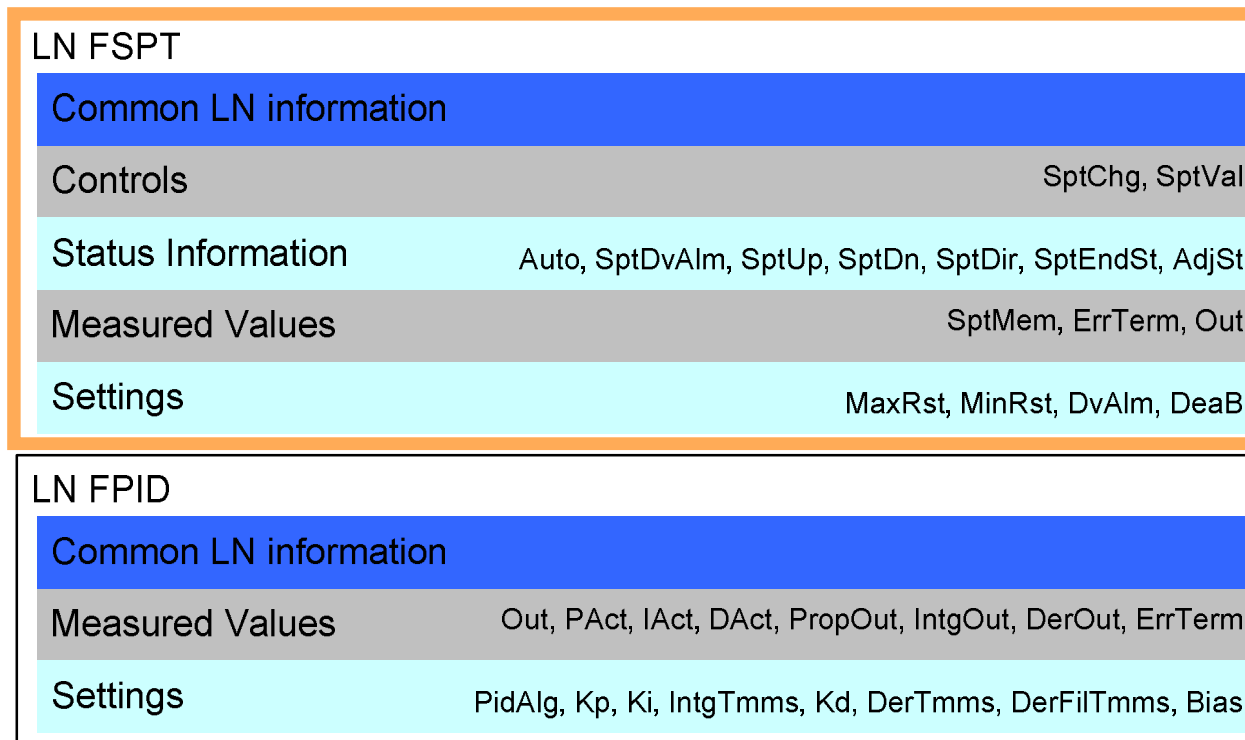 LN FSPT
Common LN information
Controls SptChg, SptVal
Status Information Auto, SptDvAlm, SptUp, SptDn, SptDir, SptEndSt, AdjSt
Measured Values SptMem, ErrTerm, Out
Settings MaxRst, MinRst, DvAlm, DeaB
LN FPID
Common LN information
Measured Values Out, PAct, IAct, DAct, PropOut, IntgOut, DerOut, ErrTerm
Settings PidAlg, Kp, Ki, IntgTmms, Kd, DerTmms, DerFilTmms, Bias